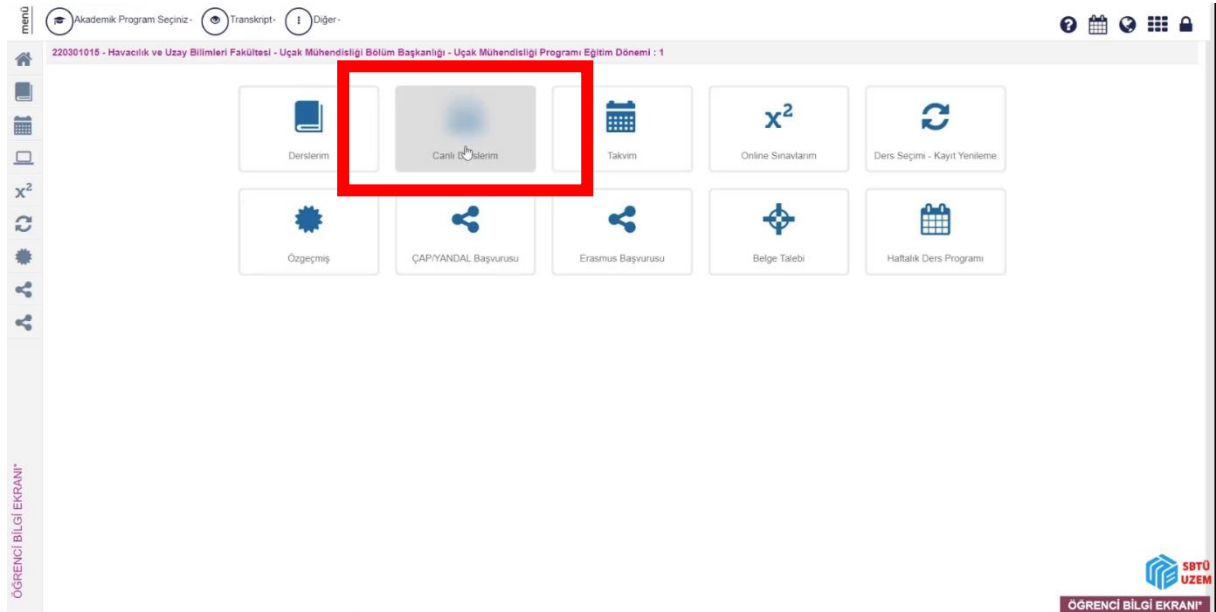 menü
Akademik Program Seçiniz-
Transkript-
Diğer-
220301015 - Havacılık ve Uzay Bilimleri Fakültesi - Uçak Mühendisliği Bölüm Başkanlığı - Uçak Mühendisliği Programı Eğitim Dönemi : 1
Derslerim
Canlı Derslerim
Takvim
x² Online Sınavlarım
Ders Seçimi - Kayıt Yenileme
x²
Özgeçmiş
ÇAP/YANDAL Başvurusu
Erasmus Başvurusu
Belge Talebi
Haftalık Ders Programı
ÖĞRENCİ BİLGİ EKRANI*
SBTÜ
UZEM
ÖĞRENCİ BİLGİ EKRANI*